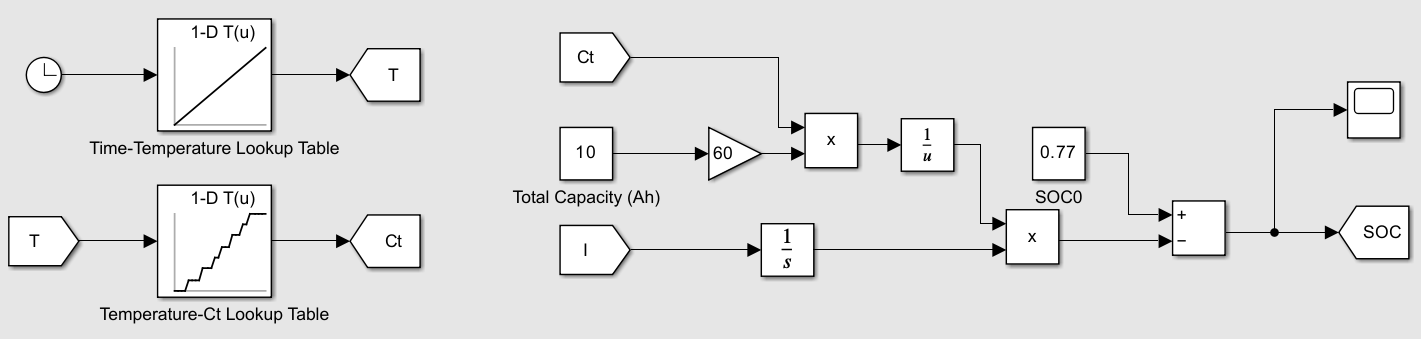 1-D T(u)
T
Time-Temperature Lookup Table
T
1-D T(u)
Ct
Temperature-Ct Lookup Table
Ct
10
60
x
1
u
Total Capacity (Ah)
0.77
SOC0
I
1
s
x
+
−
SOC